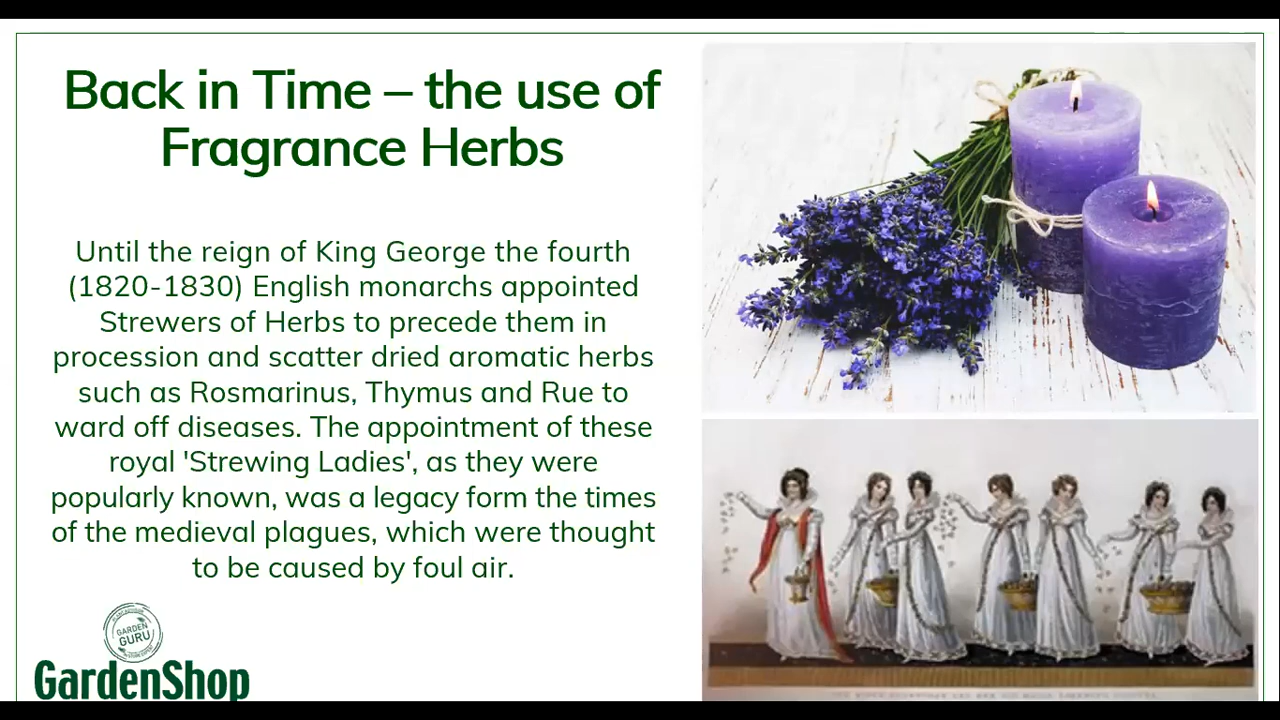 Back in Time – the use of
Fragrance Herbs
Until the reign of King George the fourth
(1820-1830) English monarchs appointed
Strewers of Herbs to precede them in
procession and scatter dried aromatic herbs
such as Rosmarinus, Thymus and Rue to
ward off diseases. The appointment of these
royal 'Strewing Ladies', as they were
popularly known, was a legacy form the times
of the medieval plagues, which were thought
to be caused by foul air.
GARDEN
GURU
GardenShop